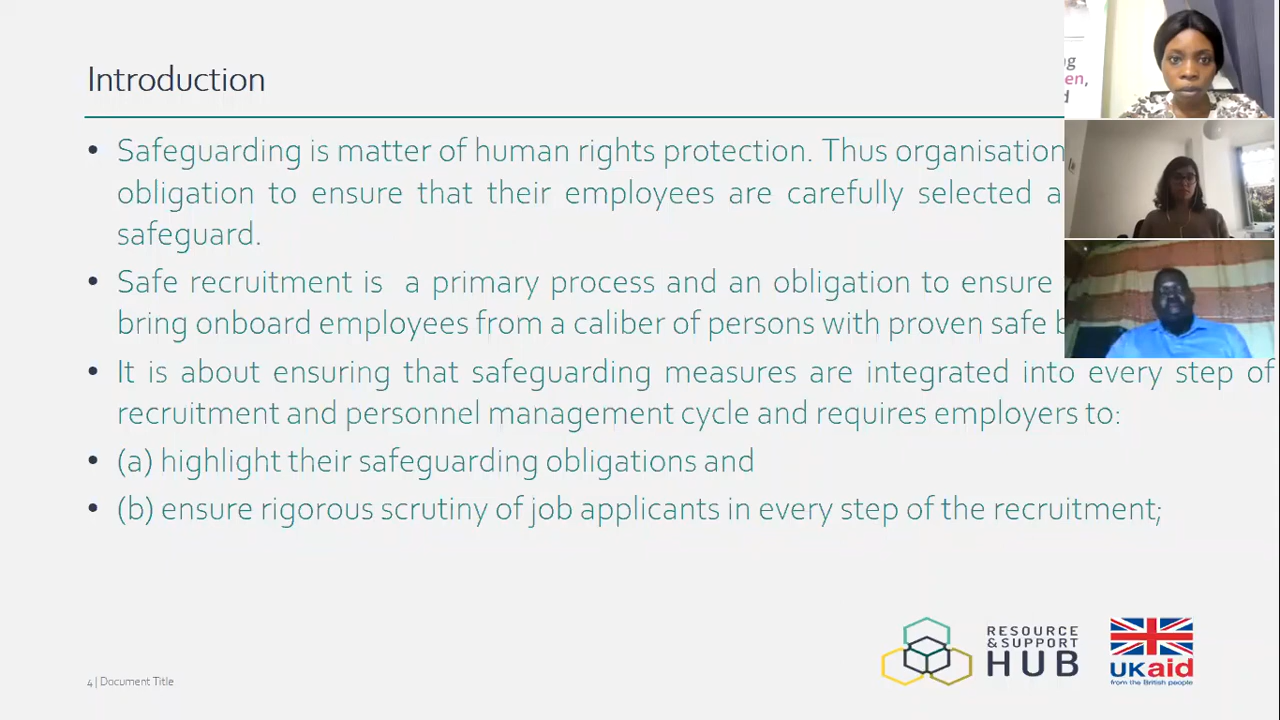 Introduction
• Safeguarding is matter of human rights protection. Thus organisation
obligation to ensure that their employees are carefully selected a
safeguard.
• Safe recruitment is a primary process and an obligation to ensure
bring onboard employees from a caliber of persons with proven safe
• It is about ensuring that safeguarding measures are integrated into every step of
recruitment and personnel management cycle and requires employers to:
• (a) highlight their safeguarding obligations and
• (b) ensure rigorous scrutiny of job applicants in every step of the recruitment;
RESOURCE
& SUPPORT
HUB
UKaid
from the British people
4 | Document Title